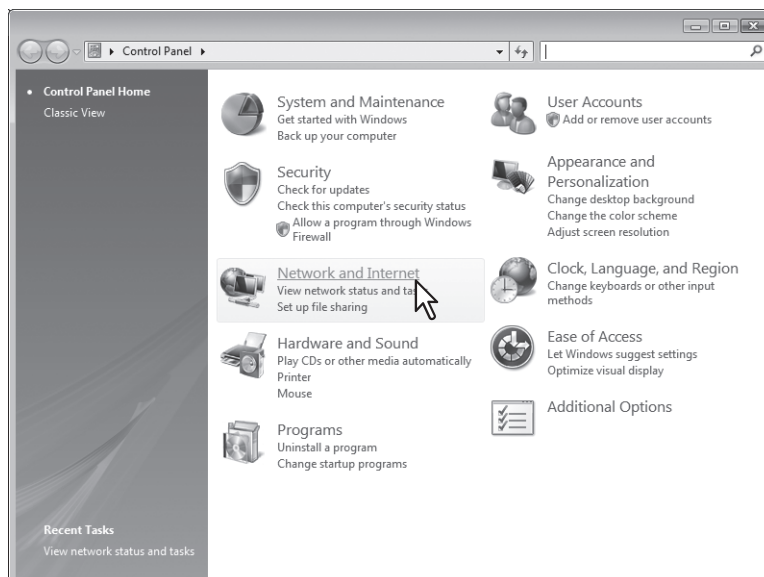 Control Panel
Control Panel Home
Classic View
System and Maintenance
Get started with Windows
Back up your computer
Security
Check for updates
Check this computer's security status
Allow a program through Windows
Firewall
Network and Internet
View network status and
Set up file sharing
Hardware and Sound
Play CDs or other media automatically
Printer
Mouse
Programs
Uninstall a program
Change startup programs
User Accounts
Add or remove user accounts
Appearance and
Personalization
Change desktop background
Change the color scheme
Adjust screen resolution
Clock, Language, and Region
Change keyboards or other input
methods
Ease of Access
Let Windows suggest settings
Optimize visual display
Additional Options
Recent Tasks
View network status and tasks